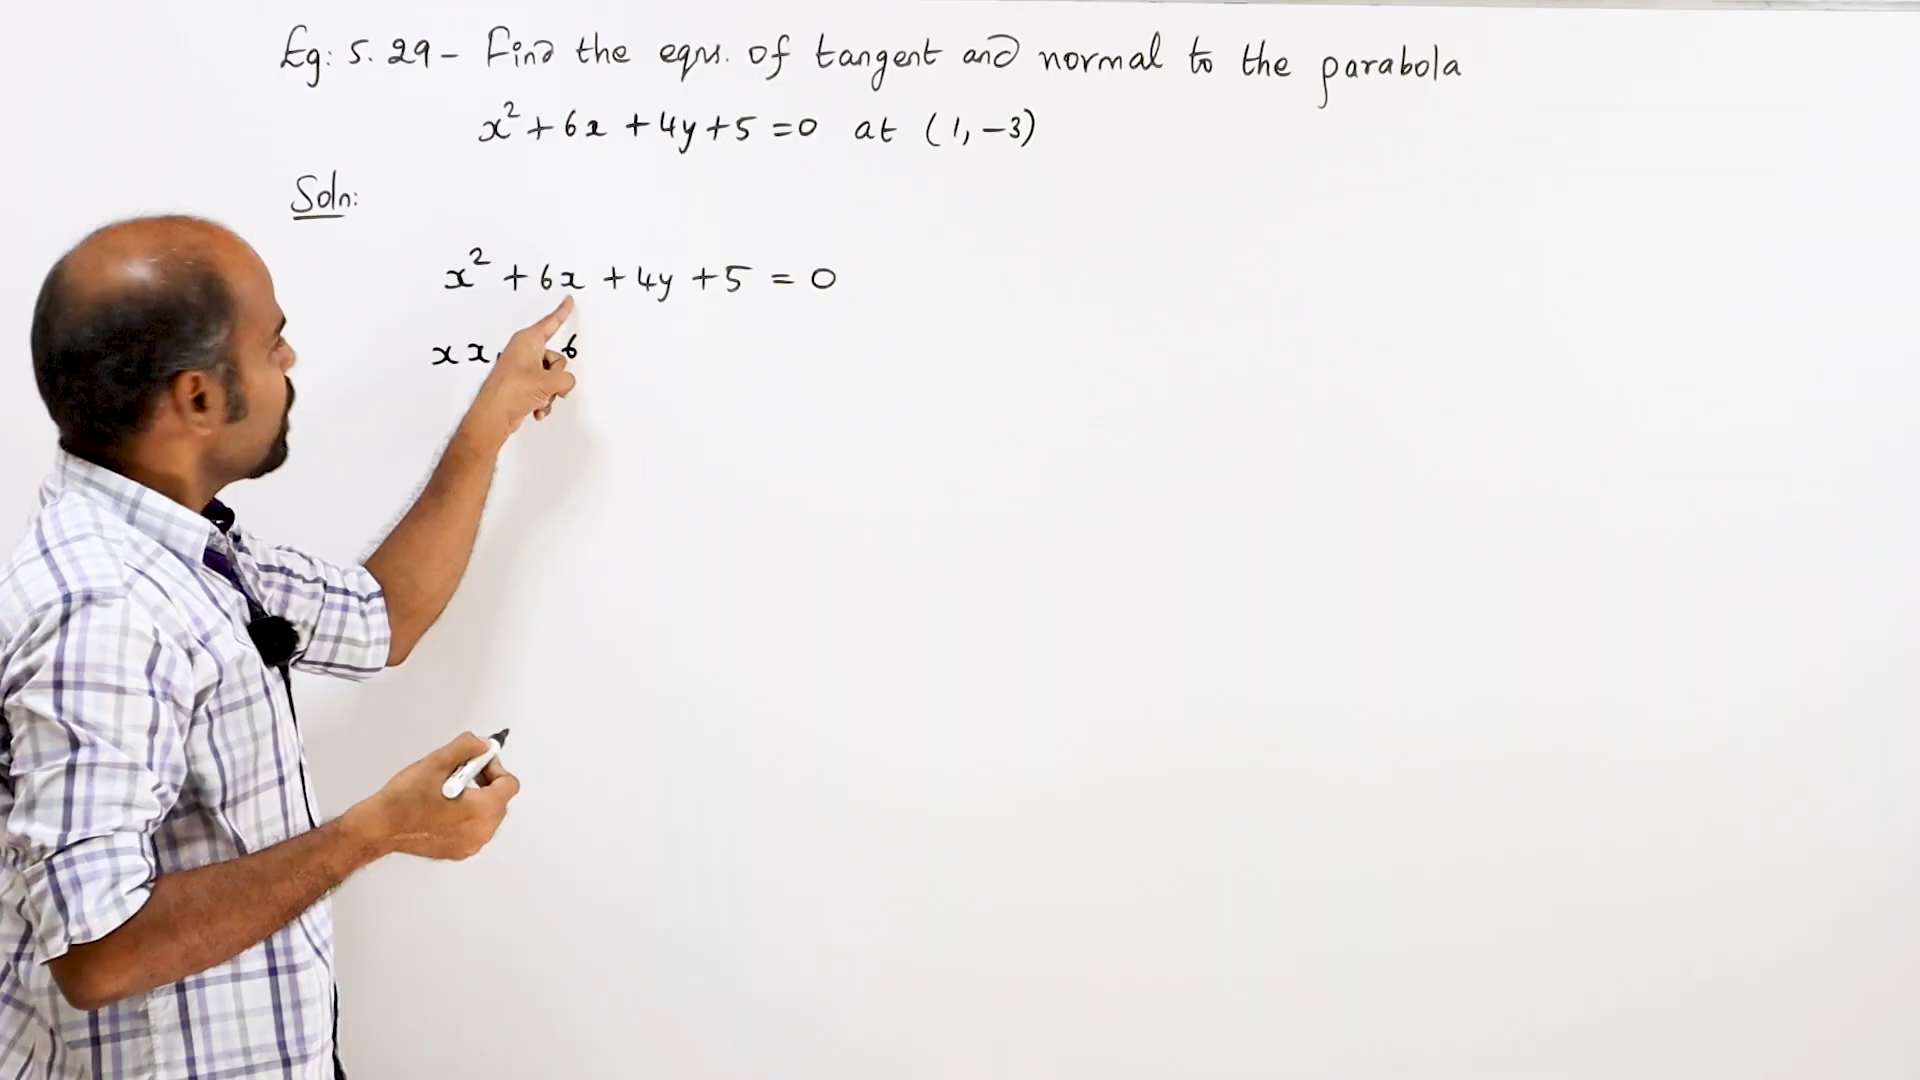 Eg: 5.29 - Find the eqns. of tangent and normal to the parabola
x² + 6x + 4y + 5 = 0 at (1, -3)
Soln:
x² + 6x + 4y + 5 = 0
x x 6